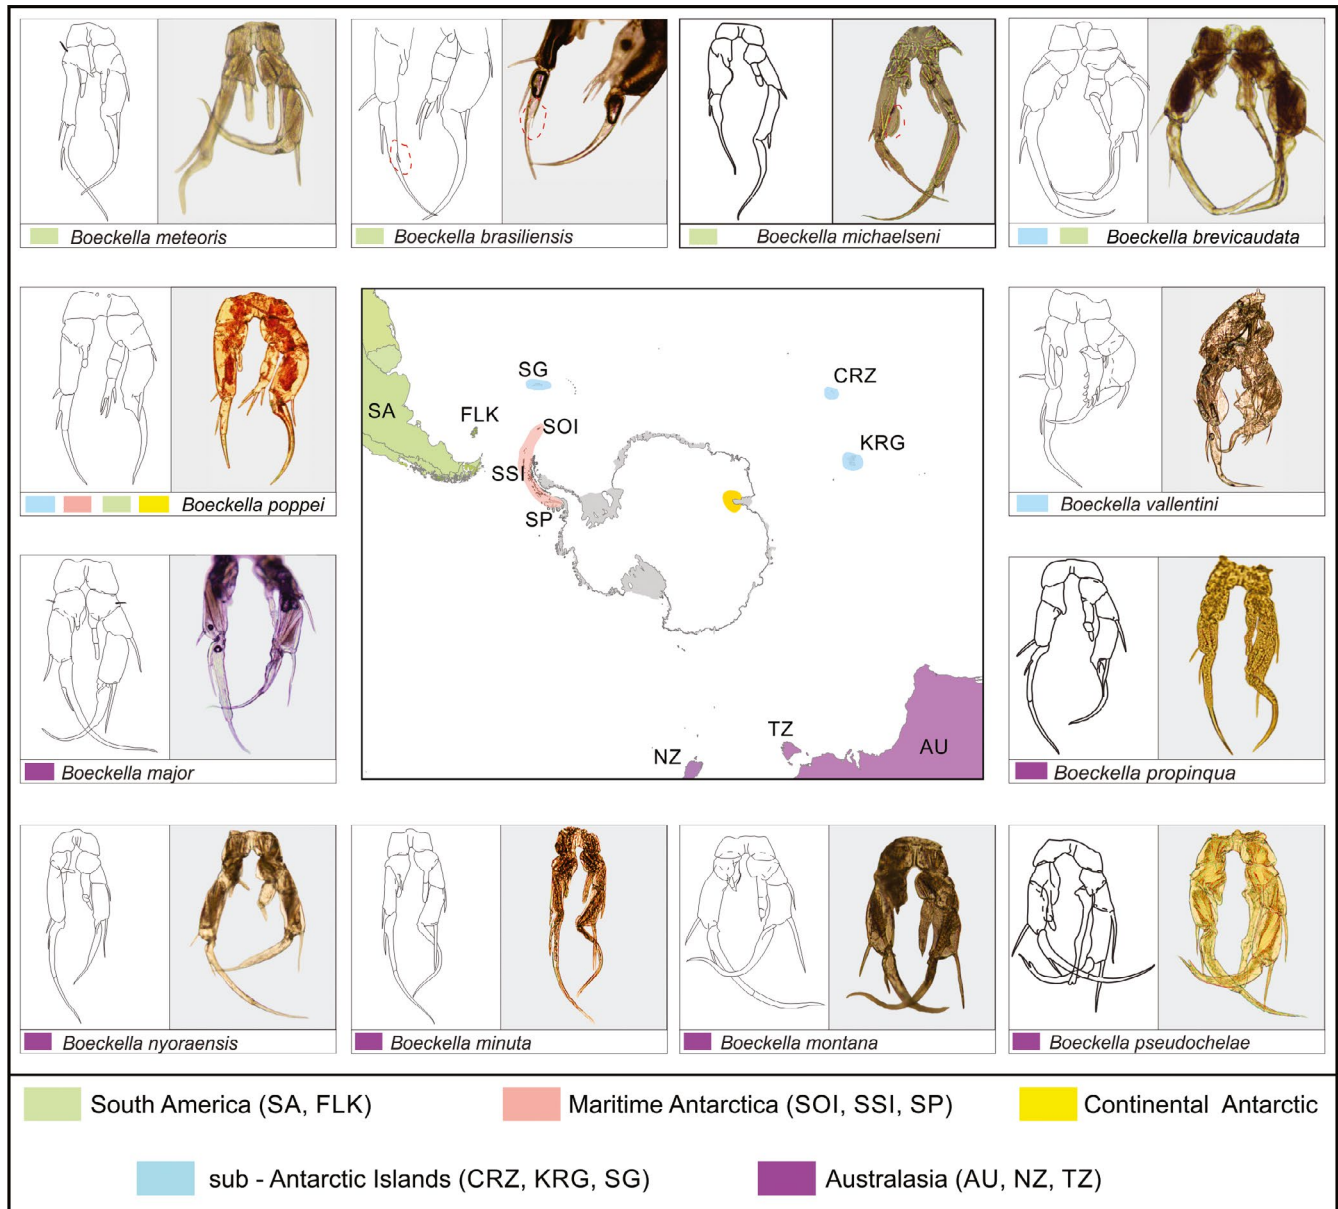 Boeckella meteoris
Boeckella brasiliensis
Boeckella michaelseni
Boeckella brevicaudata
Boeckella poppei
SA
FLK
SG
SOI
SSI
SP
CRZ
KRG
NZ
TZ
AU
Boeckella vallentini
Boeckella major
Boeckella propinqua
Boeckella nyoraensis
Boeckella minuta
Boeckella montana
Boeckella pseudochelae
South America (SA, FLK)
Maritime Antarctica (SOI, SSI, SP)
Continental Antarctic
sub - Antarctic Islands (CRZ, KRG, SG)
Australasia (AU, NZ, TZ)